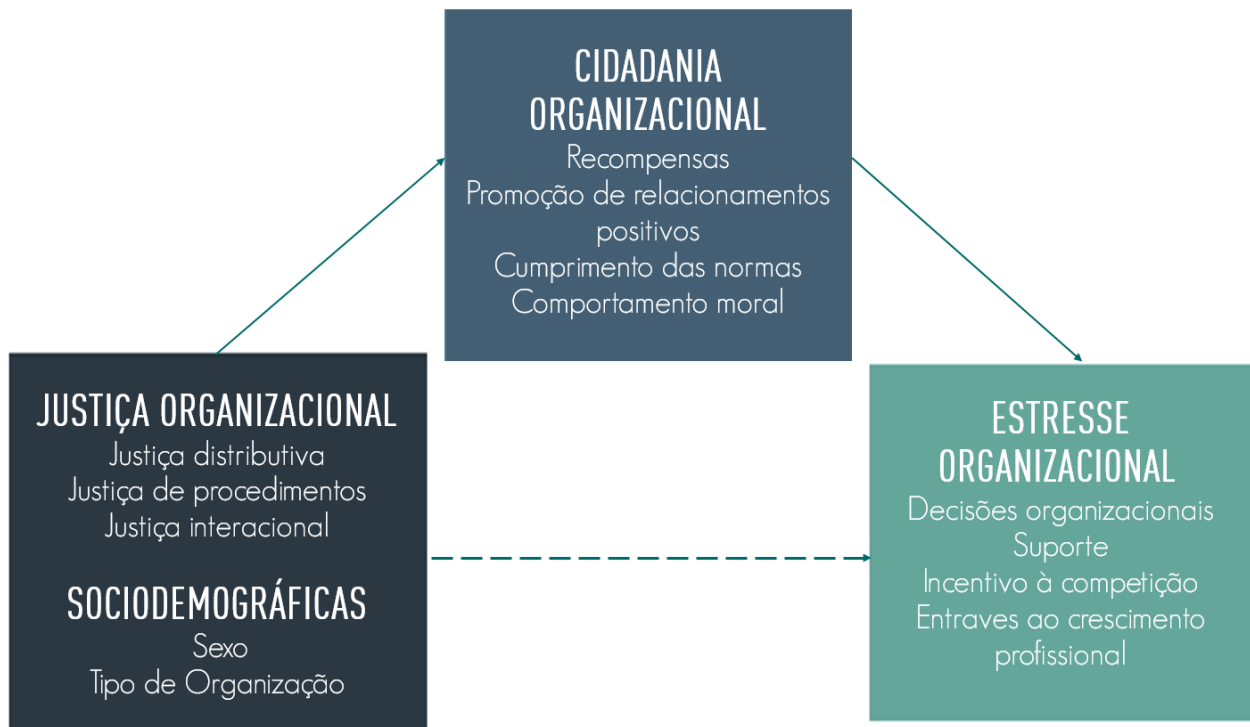 CIDADANIA
ORGANIZACIONAL
Recompensas
Promoção de relacionamentos
positivos
Cumprimento das normas
Comportamento moral
JUSTIÇA ORGANIZACIONAL
Justiça distributiva
Justiça de procedimentos
Justiça interacional
SOCIODEMOGRÁFICAS
Sexo
Tipo de Organização
ESTRESSE
ORGANIZACIONAL
Decisões organizacionais
Suporte
Incentivo à competição
Entraves ao crescimento
profissional